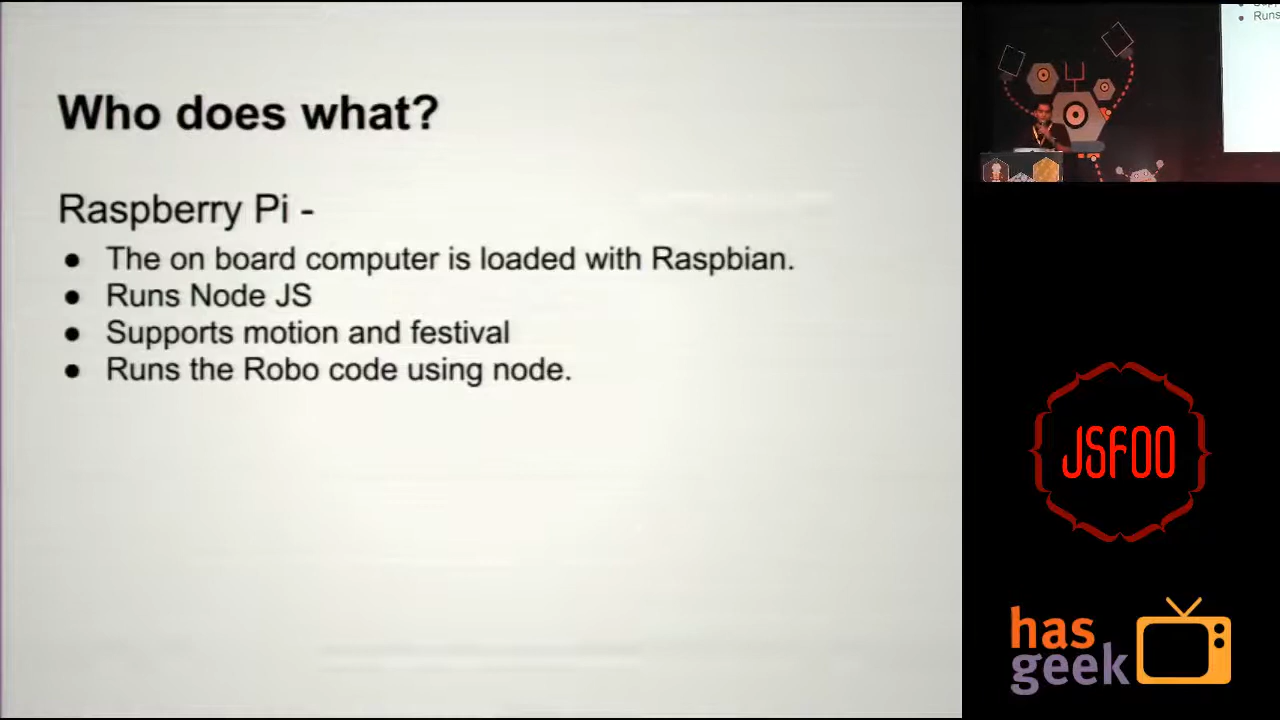 Who does what?
Raspberry Pi -
● The on board computer is loaded with Raspbian.
● Runs Node JS
● Supports motion and festival
● Runs the Robo code using node.
Runs
JSFOO
has
geek